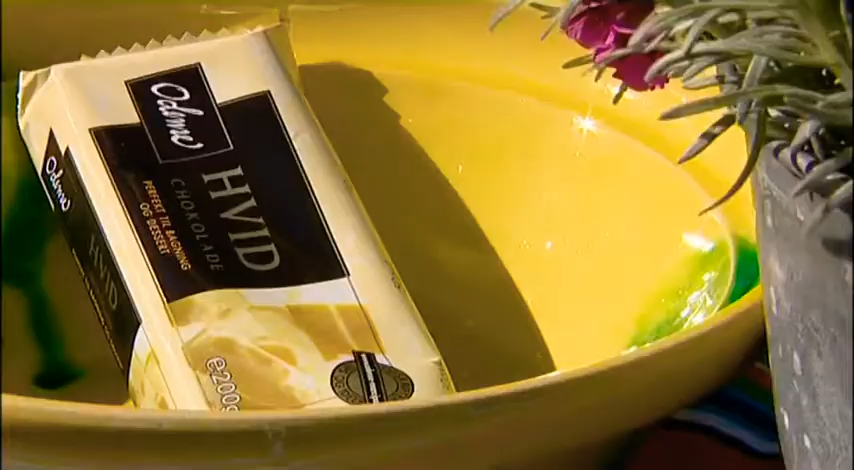 Odense
HVID
CHOKOLADE
PERFEKT TIL BAGNING
OG DESSERT
e200g
Odense
HVID